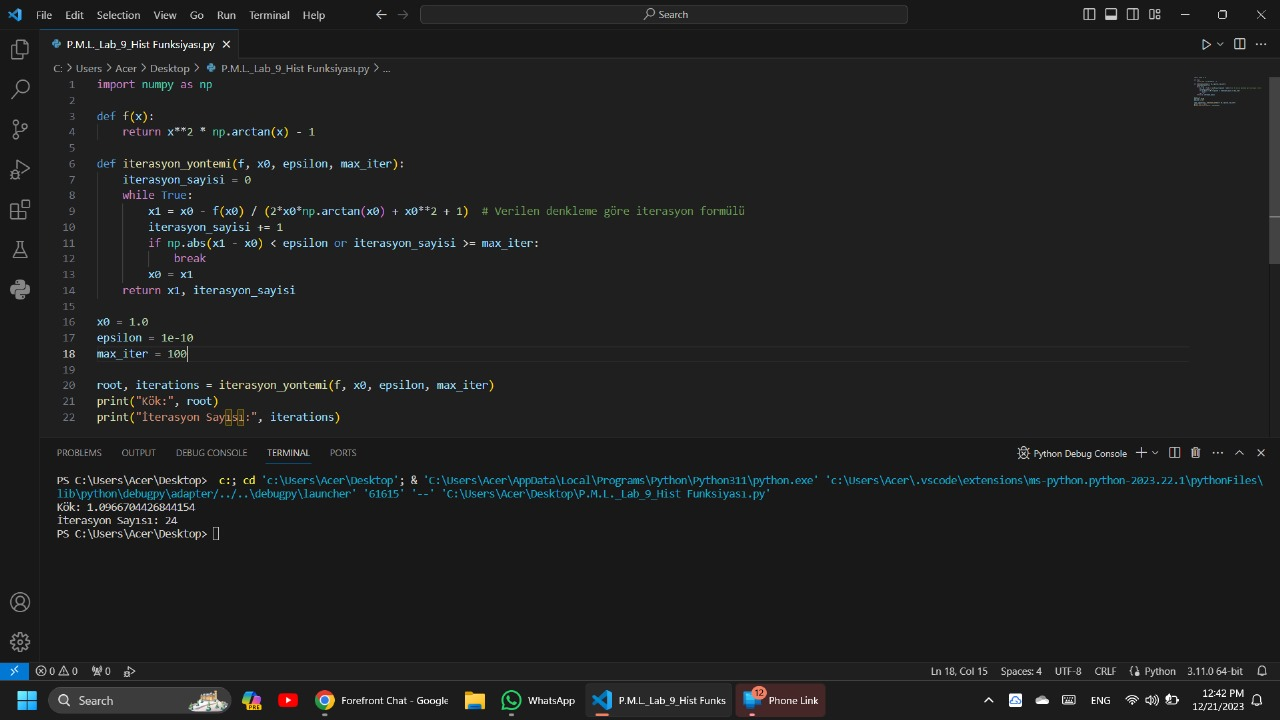 File Edit Selection View Go Run Terminal Help
Search
P.M.L._Lab_9_Hist Funksiyası.py
C: > Users > Acer > Desktop > P.M.L._Lab_9_Hist Funksiyası.py > ...
1 import numpy as np
2
3 def f(x):
4 return x**2 * np.arctan(x) - 1
5
6 def iterasyon_yontemi(f, x0, epsilon, max_iter):
7 iterasyon_sayisi = 0
8 while True:
9 x1 = x0 - f(x0) / (2*x0*np.arctan(x0) + x0**2 + 1) # Verilen denkleme göre iterasyon formülü
10 iterasyon_sayisi += 1
11 if np.abs(x1 - x0) < epsilon or iterasyon_sayisi >= max_iter:
12 break
13 x0 = x1
14 return x1, iterasyon_sayisi
15
16 x0 = 1.0
17 epsilon = 1e-10
18 max_iter = 100
19
20 root, iterations = iterasyon_yontemi(f, x0, epsilon, max_iter)
21 print("Kök:", root)
22 print("İterasyon Sayısı:", iterations)
PROBLEMS OUTPUT DEBUG CONSOLE TERMINAL PORTS
Python Debug Console
PS C:\Users\Acer\Desktop> c:; cd 'c:\Users\Acer\Desktop'; & 'C:\Users\Acer\AppData\Local\Programs\Python\Python311\python.exe' 'c:\Users\Acer\.vscode\extensions\ms-python.python-2023.22.1\pythonFiles\
lib\python\debugpy\adapter/../..\debugpy\launcher' '61615' '--' 'C:\Users\Acer\Desktop\P.M.L._Lab_9_Hist Funksiyası.py'
Kök: 1.0966704426844154
İterasyon Sayısı: 24
PS C:\Users\Acer\Desktop>
0 0 0
Ln 18, Col 15 Spaces: 4 UTF-8 CRLF Python 3.11.0 64-bit
Search
PRE
Forefront Chat - Google
WhatsApp
P.M.L._Lab_9_Hist Funks
12
Phone Link
ENG
12:42 PM
12/21/2023